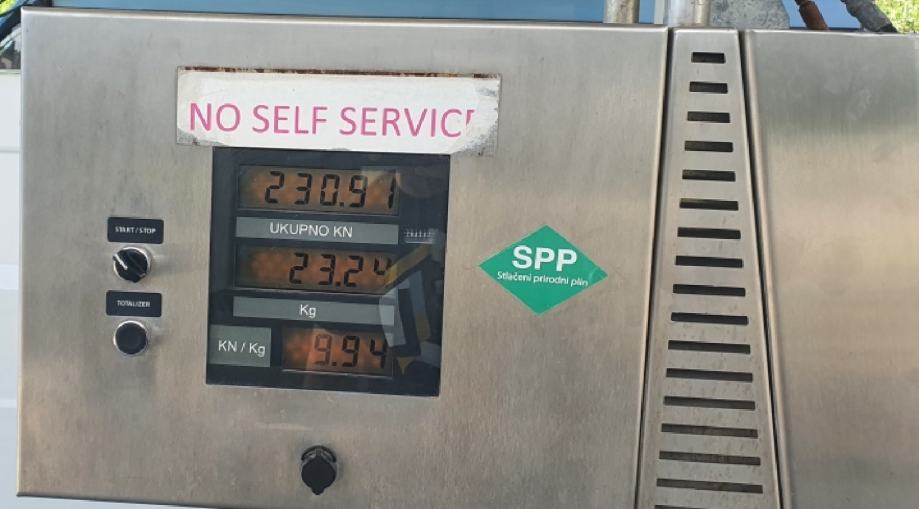 NO SELF SERVICE
230.91
UKUPNO KN
START / STOP
23.24
Kg
TOTALIZER
KN / Kg
9.94
SPP
Stlačeni prirodni plin